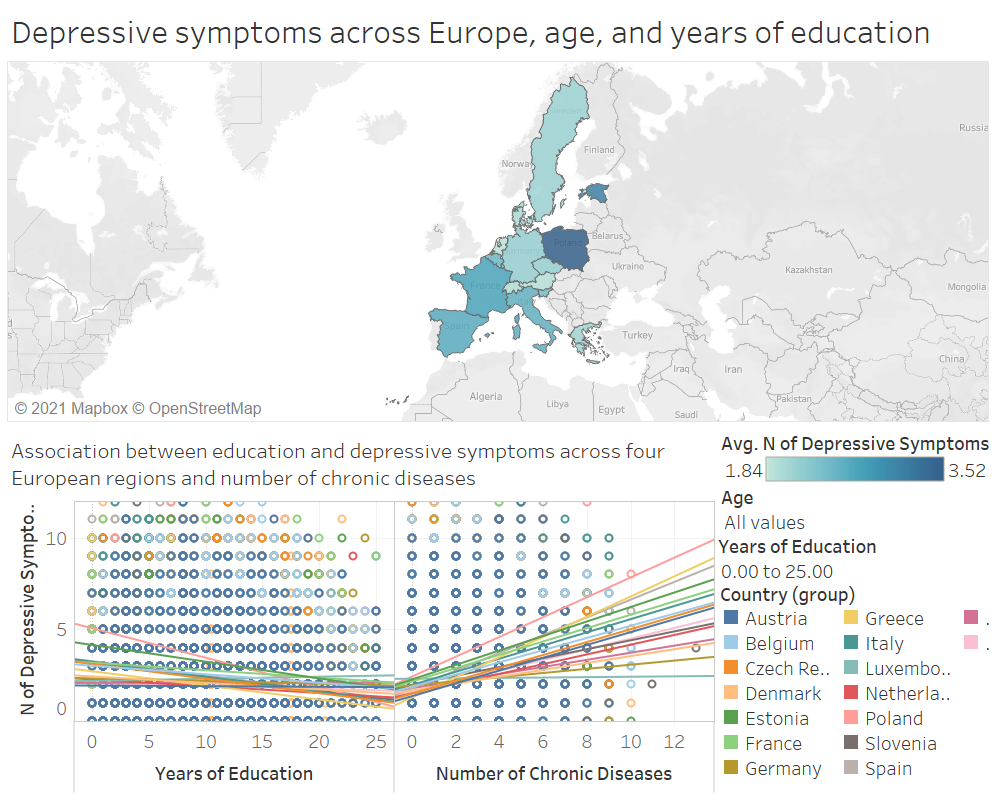 Depressive symptoms across Europe, age, and years of education
Russia
Finland
Norwa
Belarus
Poland
Ukraine
Kazakhstan
France
Mongolia
Spain
Turkey
China
Iraq
Iran
Algeria
Pakistan
Libya
Egypt
Saudi
© 2021 Mapbox © OpenStreetMap
Association between education and depressive symptoms across four
European regions and number of chronic diseases
Avg. N of Depressive Symptoms
1.84 3.52
Age
All values
Years of Education
0.00 to 25.00
Country (group)
Austria
Belgium
Czech Re..
Denmark
Estonia
France
Germany
Greece
Italy
Luxembo..
Netherla..
Poland
Slovenia
Spain
.
.
N of Depressive Sympto..
10
5
0
0 5 10 15 20 25
Years of Education
0 2 4 6 8 10 12
Number of Chronic Diseases